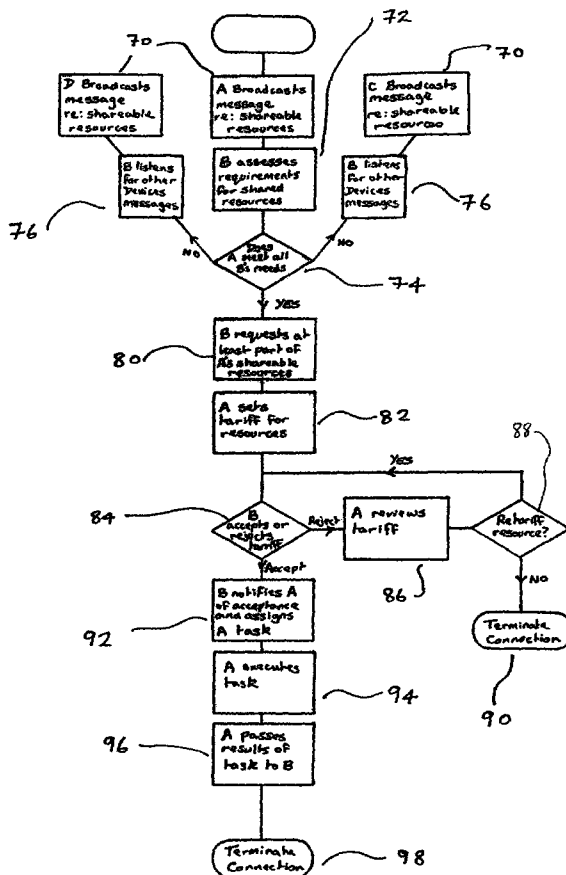 70
72
70
D Broadcasts
message
re: shareable
resources
A Broadcasts
message
re: shareable
resources
C Broadcasts
message
re: shareable
resources
B listens
for other
Devices
messages
B assesses
requirements
for shared
resources
B listens
for other
Devices
messages
76
76
NO
Does
A meet all
B's needs
NO
74
YES
80
B requests at
least part of
A's shareable
resources
A sets
tariff for
resources
82
YES
88
84
B
accepts or
rejects
tariff
Reject
A reviews
tariff
Retariff
resource?
Accept
86
NO
92
B notifies A
of acceptance
and assigns
A task
Terminate
Connection
90
A executes
task
94
96
A passes
results of
task to B
Terminate
Connection
98